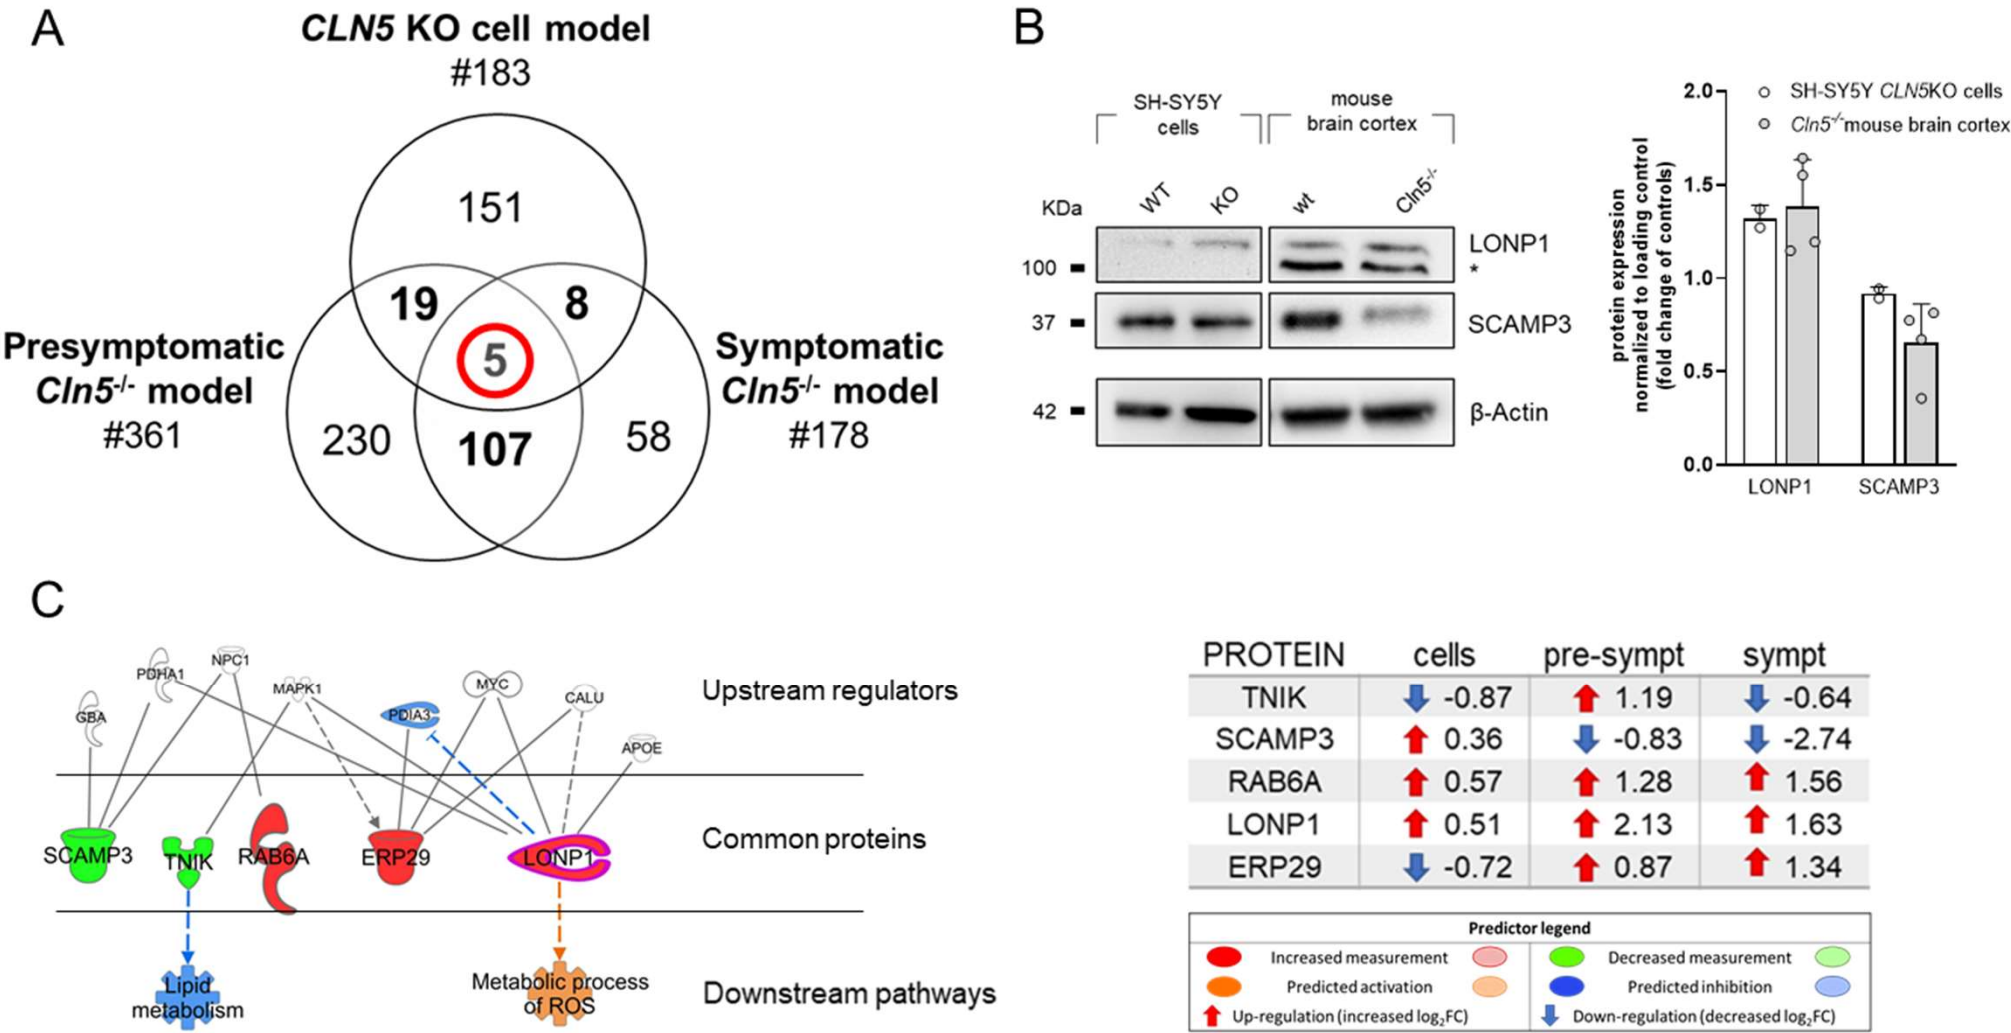 A
CLN5 KO cell model
#183
151
19
8
5
Presymptomatic
Cln5-/- model
#361
Symptomatic
Cln5-/- model
#178
230
107
58
B
SH-SY5Y
cells
mouse
brain cortex
KDa
WT
KO
wt
Cln5-/-
LONP1
100
*
37
SCAMP3
42
β-Actin
protein expression
normalized to loading control
(fold change of controls)
2.0
1.5
1.0
0.5
0.0
SH-SY5Y CLN5KO cells
Cln5-/-mouse brain cortex
LONP1
SCAMP3
C
GBA
PDHA1
NPC1
MAPK1
PDIA3
MYC
CALU
APOE
Upstream regulators
SCAMP3
TNIK
RAB6A
ERP29
LONP1
Common proteins
Lipid
metabolism
Metabolic process
of ROS
Downstream pathways
PROTEIN cells pre-sympt sympt
TNIK -0.87 1.19 -0.64
SCAMP3 0.36 -0.83 -2.74
RAB6A 0.57 1.28 1.56
LONP1 0.51 2.13 1.63
ERP29 -0.72 0.87 1.34
Predictor legend
Increased measurement Decreased measurement
Predicted activation Predicted inhibition
Up-regulation (increased log₂FC) Down-regulation (decreased log₂FC)